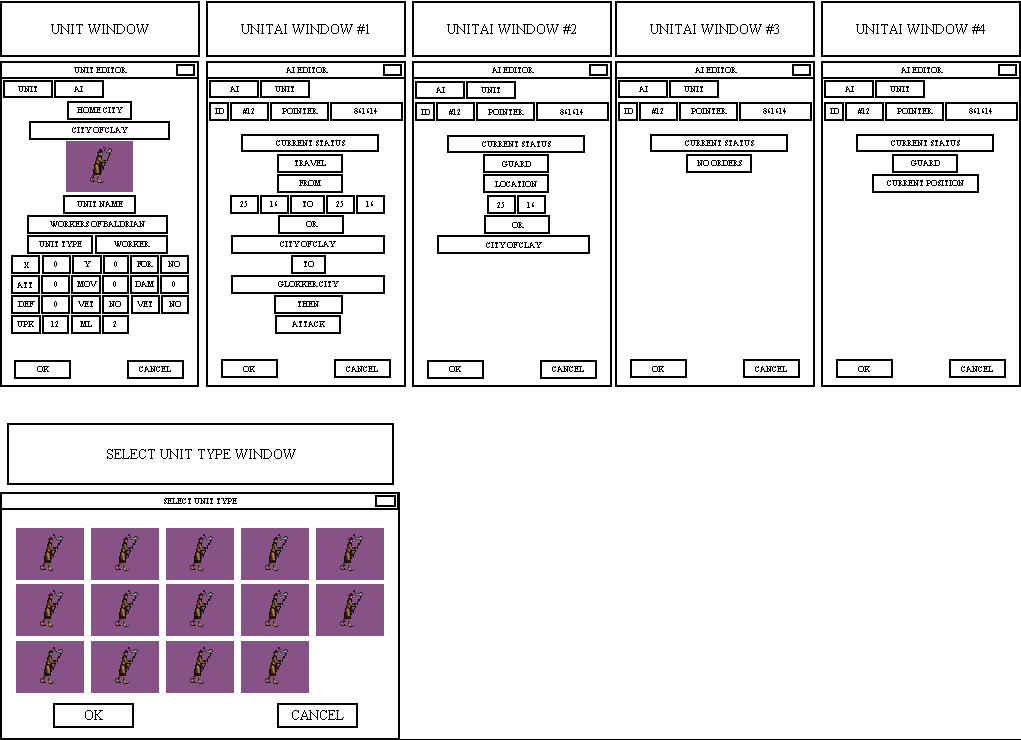 UNIT WINDOW
UNIT EDITOR
UNIT AI
HOME CITY
CITY OF CLAY
UNIT NAME
WORKERS OF BALDRIAN
UNIT TYPE WORKER
X 0 Y 0 FOR NO
ATT 0 MOV 0 DAM 0
DEF 0 VET NO VET NO
UPK 12 ML 2
OK CANCEL
UNITAI WINDOW #1
AI EDITOR
AI UNIT
ID #12 POINTER 861614
CURRENT STATUS
TRAVEL
FROM
25 16 TO 25 16
OR
CITY OF CLAY
TO
GLOKKER CITY
THEN
ATTACK
OK CANCEL
UNITAI WINDOW #2
AI EDITOR
AI UNIT
ID #12 POINTER 861614
CURRENT STATUS
GUARD
LOCATION
25 16
OR
CITY OF CLAY
OK CANCEL
UNITAI WINDOW #3
AI EDITOR
AI UNIT
ID #12 POINTER 861614
CURRENT STATUS
NO ORDERS
OK CANCEL
UNITAI WINDOW #4
AI EDITOR
AI UNIT
ID #12 POINTER 861614
CURRENT STATUS
GUARD
CURRENT POSITION
OK CANCEL
SELECT UNIT TYPE WINDOW
SELECT UNIT TYPE
OK CANCEL